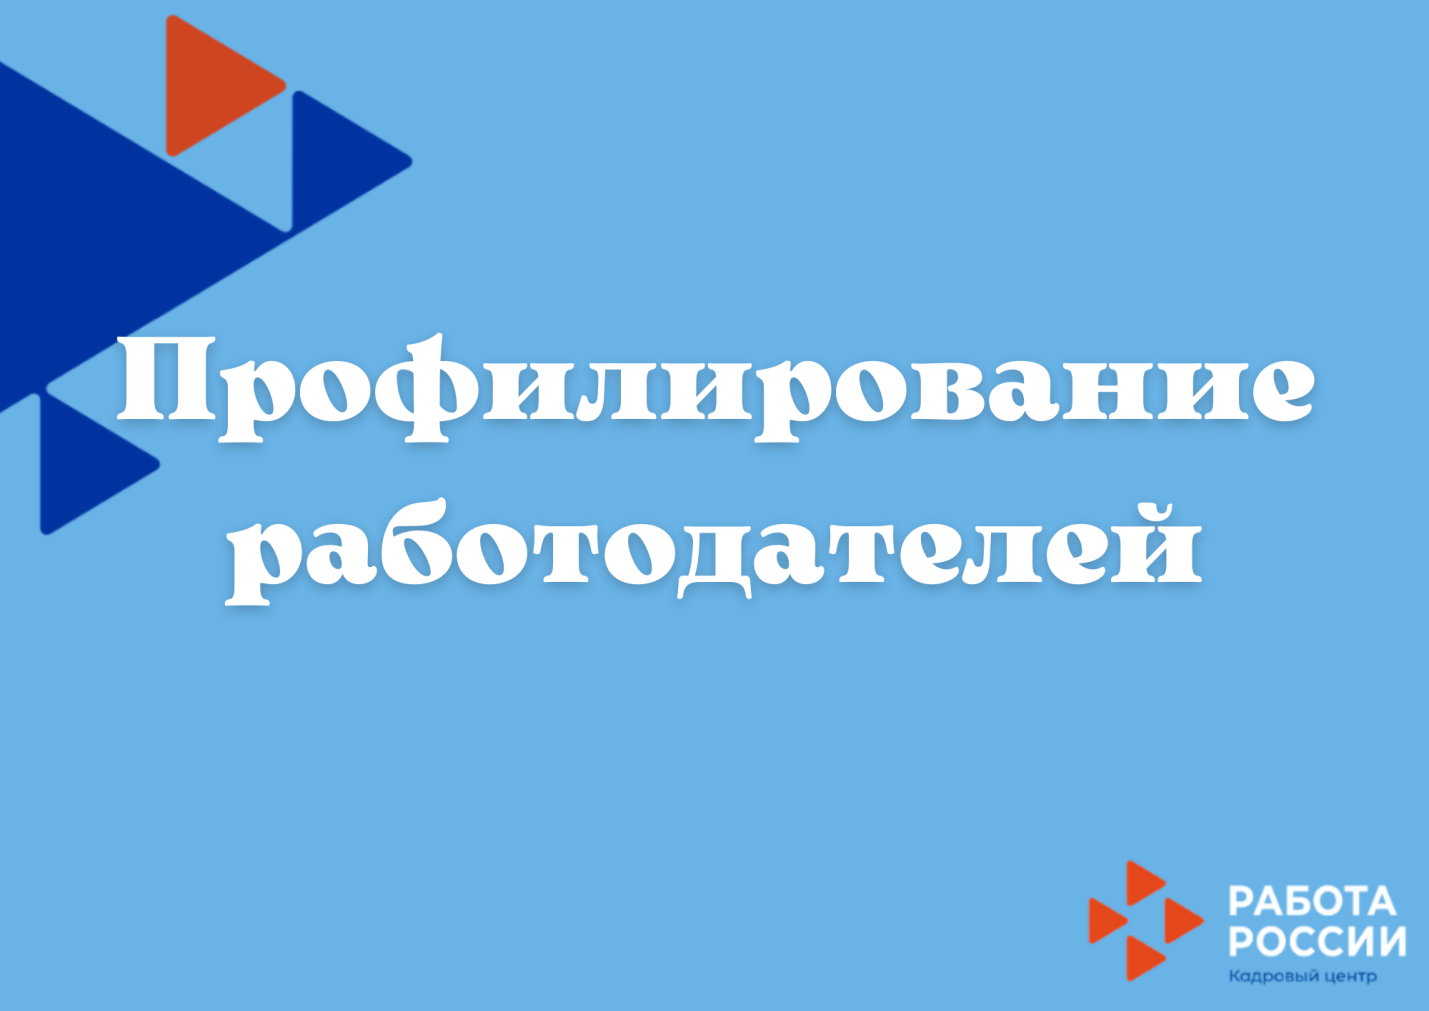 Профилирование
работодателей
РАБОТА
РОССИИ
Кадровый центр